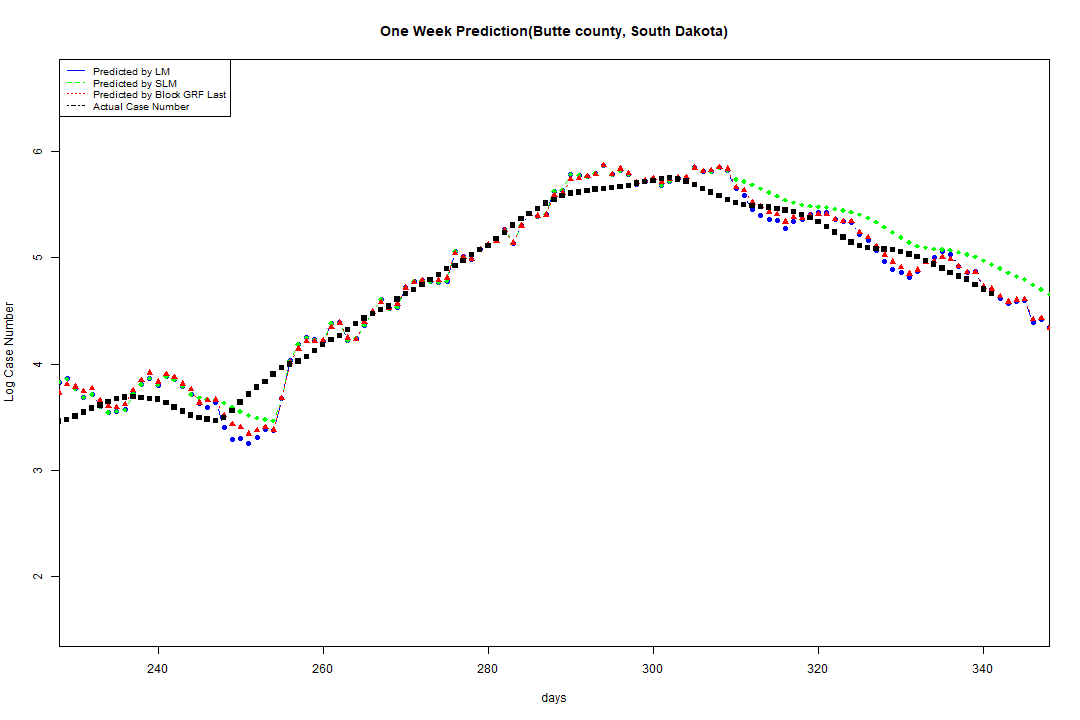 One Week Prediction(Butte county, South Dakota)
Predicted by LM
Predicted by SLM
Predicted by Block GRF Last
Actual Case Number
6
5
4
3
2
Log Case Number
240 260 280 300 320 340
days